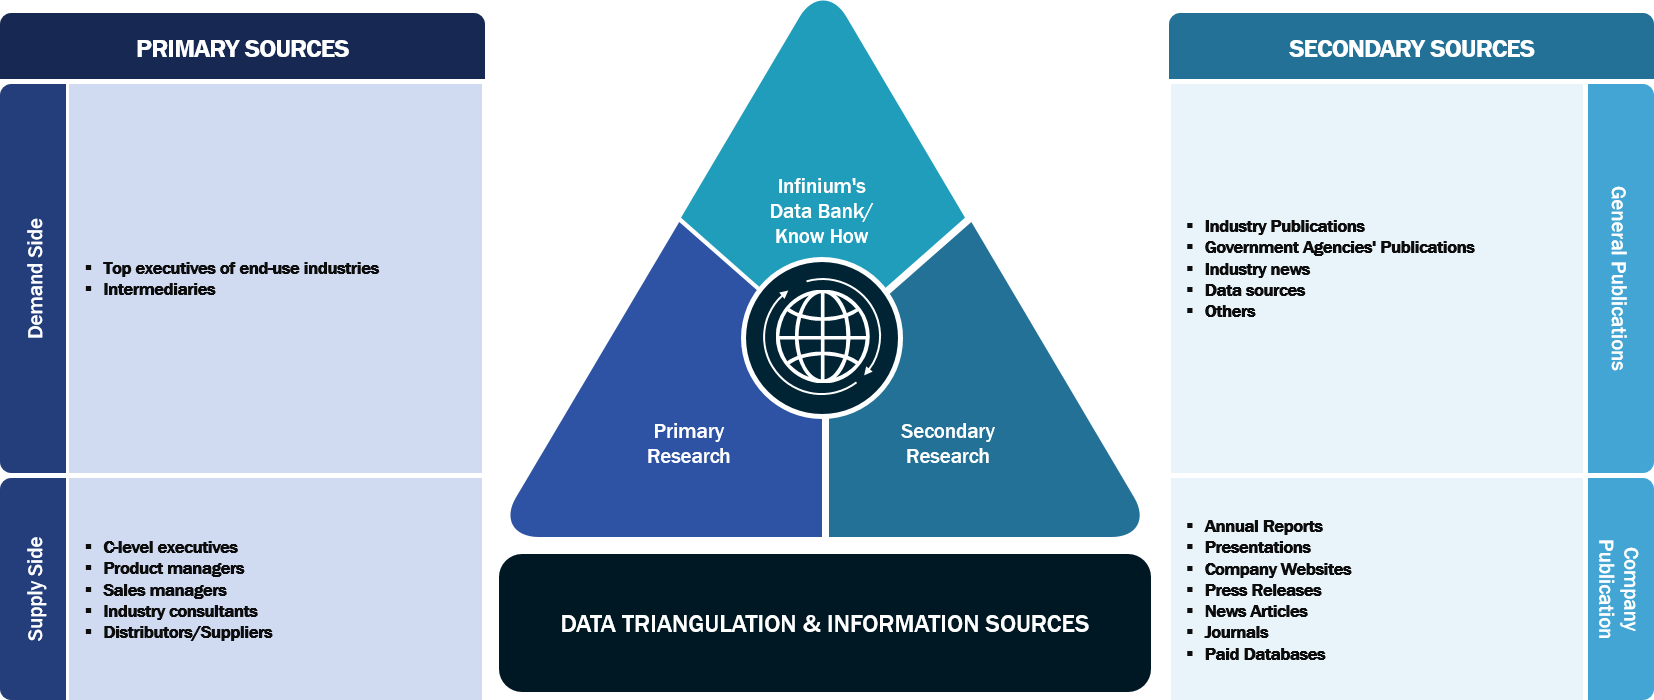 PRIMARY SOURCES
Demand Side
▪ Top executives of end-use industries
▪ Intermediaries
Supply Side
▪ C-level executives
▪ Product managers
▪ Sales managers
▪ Industry consultants
▪ Distributors/Suppliers
Infinium's
Data Bank/
Know How
Primary
Research
Secondary
Research
DATA TRIANGULATION & INFORMATION SOURCES
SECONDARY SOURCES
▪ Industry Publications
▪ Government Agencies' Publications
▪ Industry news
▪ Data sources
▪ Others
General Publications
▪ Annual Reports
▪ Presentations
▪ Company Websites
▪ Press Releases
▪ News Articles
▪ Journals
▪ Paid Databases
Company
Publication